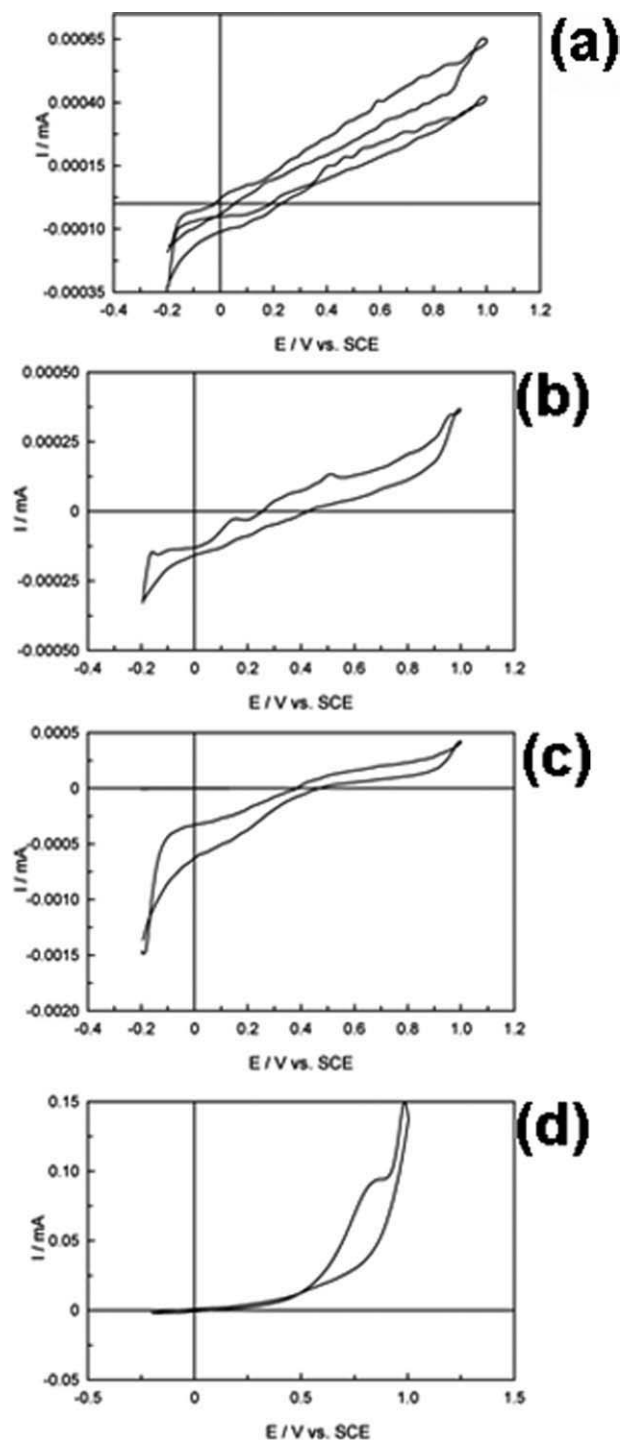 (a)
0.00065
0.00040
0.00015
-0.00010
-0.00035
I / mA
-0.4 -0.2 0 0.2 0.4 0.6 0.8 1.0 1.2
E / V vs. SCE
(b)
0.00050
0.00025
0
-0.00025
-0.00050
I / mA
-0.4 -0.2 0 0.2 0.4 0.6 0.8 1.0 1.2
E / V vs. SCE
(c)
0.0005
0
-0.0005
-0.0010
-0.0015
-0.0020
I / mA
-0.4 -0.2 0 0.2 0.4 0.6 0.8 1.0 1.2
E / V vs. SCE
(d)
0.15
0.10
0.05
0
-0.05
I / mA
-0.5 0 0.5 1.0 1.5
E / V vs. SCE